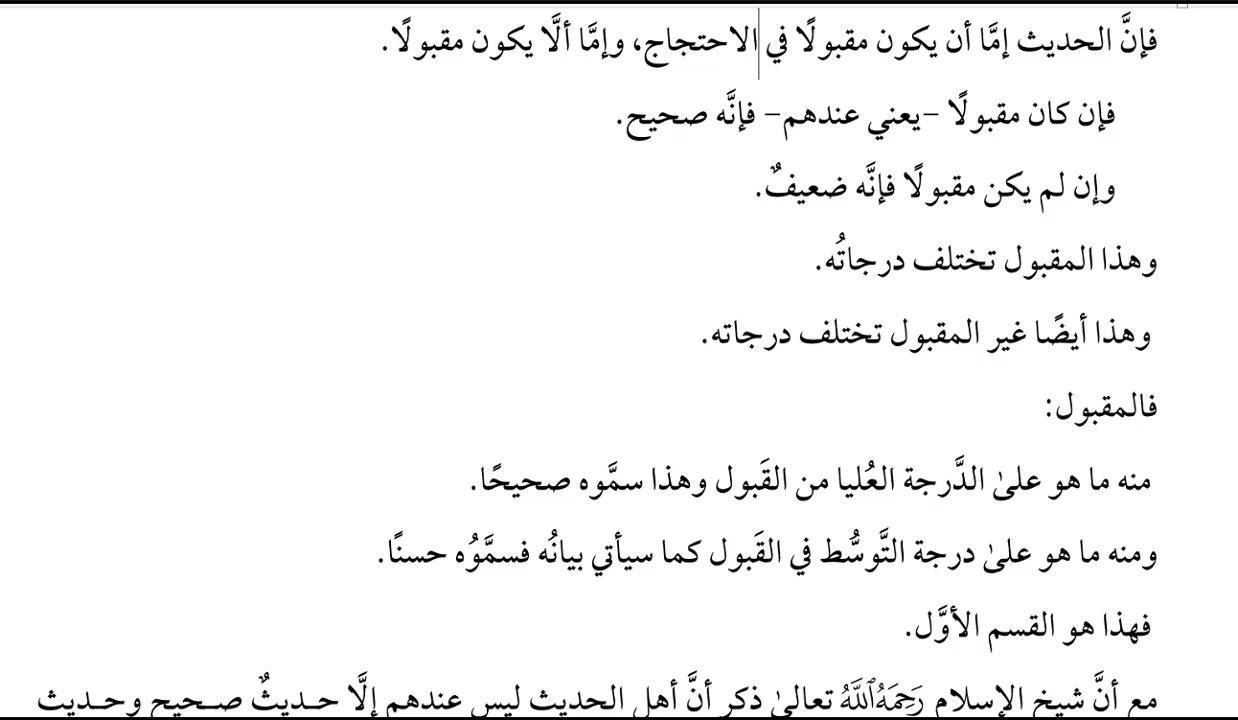 فإنَّ الحديث إمَّا أن يكون مقبولًا في الاحتجاج، وإمَّا ألَّا يكون مقبولًا.
فإن كان مقبولًا –يعني عندهم– فإنَّه صحيح.
وإن لم يكن مقبولًا فإنَّه ضعيفٌ.
وهذا المقبول تختلف درجاتُه.
وهذا أيضًا غير المقبول تختلف درجاته.
فالمقبول:
منه ما هو علىٰ الدَّرجة العُليا من القَبول وهذا سمَّوه صحيحًا.
ومنه ما هو علىٰ درجة التَّوسُّط في القَبول كما سيأتي بيانُه فسمَّوُه حسنًا.
فهذا هو القسم الأوَّل.
مع أنَّ شيخ الإسلام رَحِمَهُ ٱللَّهُ تعالىٰ ذكر أنَّ أهل الحديث ليس عندهم إلَّا حـديثٌ صـحيح وحـديث